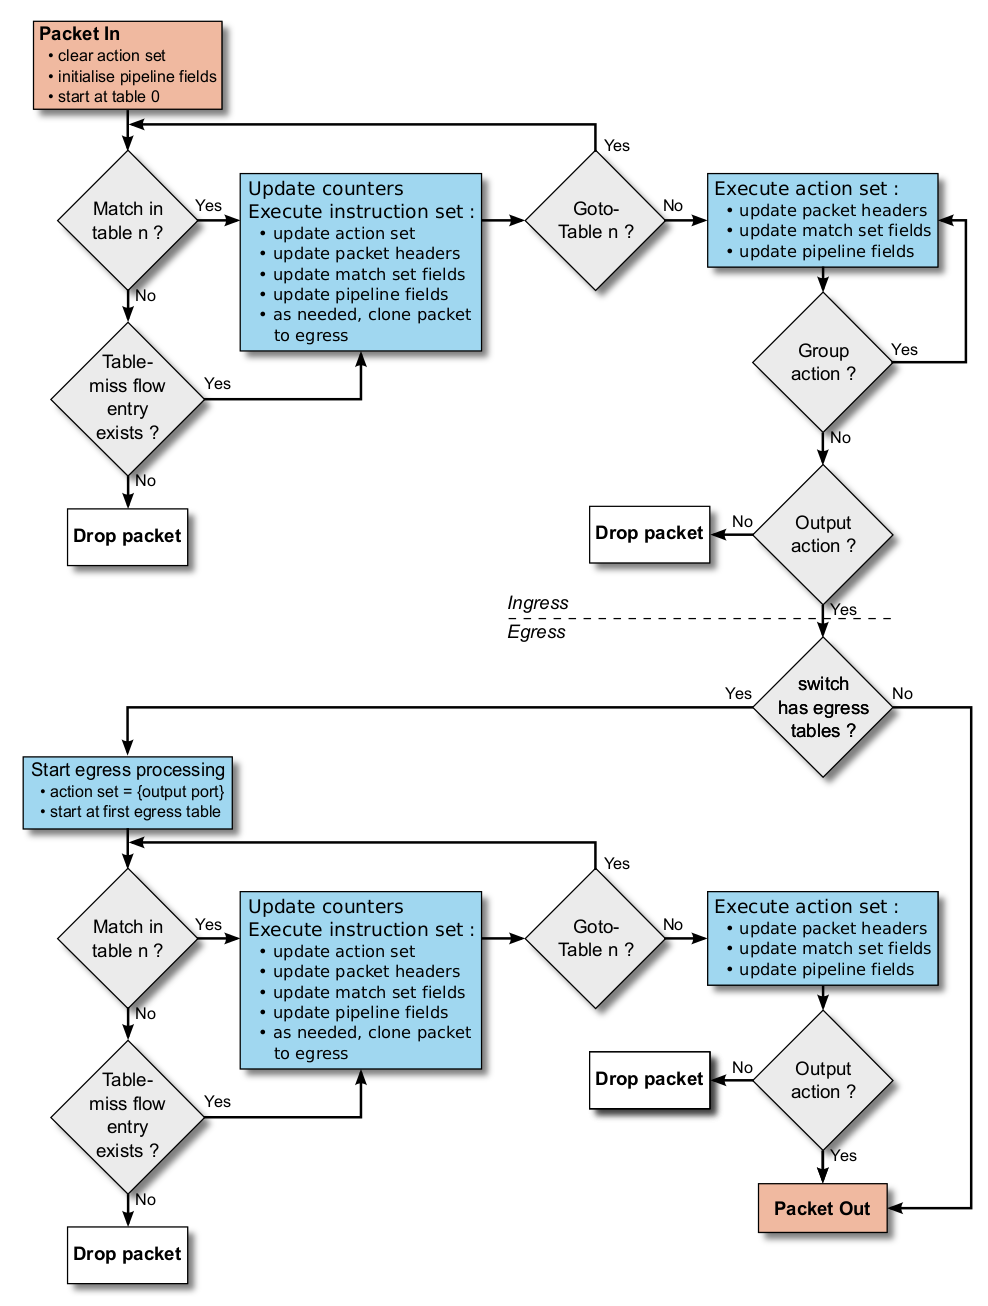 Packet In
• clear action set
• initialise pipeline fields
• start at table 0
Yes
Match in
table n ?
Yes
Update counters
Execute instruction set :
• update action set
• update packet headers
• update match set fields
• update pipeline fields
• as needed, clone packet
to egress
Goto-
Table n ?
No
Execute action set :
• update packet headers
• update match set fields
• update pipeline fields
No
Table-
miss flow
entry
exists ?
Yes
No
Drop packet
Group
action ?
Yes
No
Output
action ?
No
Drop packet
Yes
Ingress
Egress
switch
has egress
tables ?
Yes
No
Start egress processing
• action set = {output port}
• start at first egress table
Yes
Match in
table n ?
Yes
Update counters
Execute instruction set :
• update action set
• update packet headers
• update match set fields
• update pipeline fields
• as needed, clone packet
to egress
Goto-
Table n ?
No
Execute action set :
• update packet headers
• update match set fields
• update pipeline fields
No
Table-
miss flow
entry
exists ?
Yes
No
Drop packet
Output
action ?
No
Drop packet
Yes
Packet Out